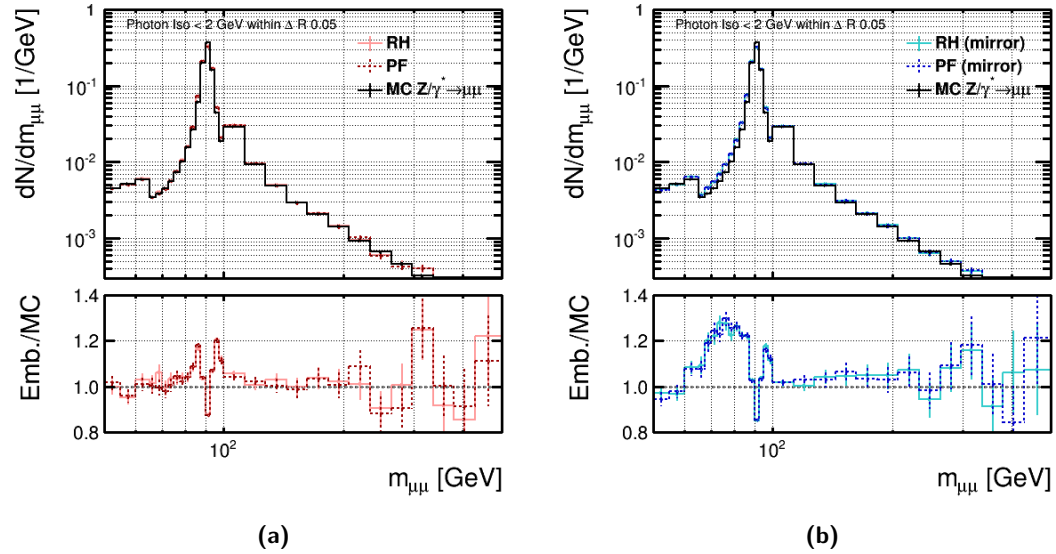 Photon Iso < 2 GeV within Δ R 0.05
RH
PF
MC Z/γ* →μμ
dN/dmμμ [1/GeV]
1
10⁻¹
10⁻²
10⁻³
Emb./MC
1.4
1.2
1.0
0.8
10²
mμμ [GeV]
(a)
Photon Iso < 2 GeV within Δ R 0.05
RH (mirror)
PF (mirror)
MC Z/γ* →μμ
dN/dmμμ [1/GeV]
1
10⁻¹
10⁻²
10⁻³
Emb./MC
1.4
1.2
1.0
0.8
10²
mμμ [GeV]
(b)